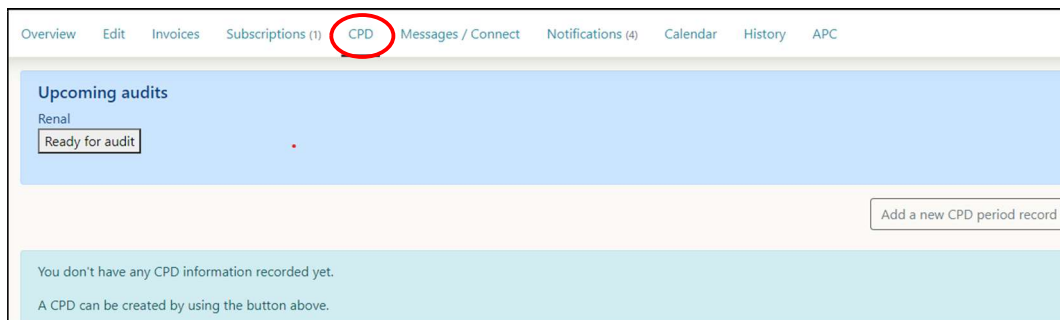 Overview Edit Invoices Subscriptions (1) CPD Messages / Connect Notifications (4) Calendar History APC
Upcoming audits
Renal
Ready for audit
Add a new CPD period record
You don't have any CPD information recorded yet.
A CPD can be created by using the button above.